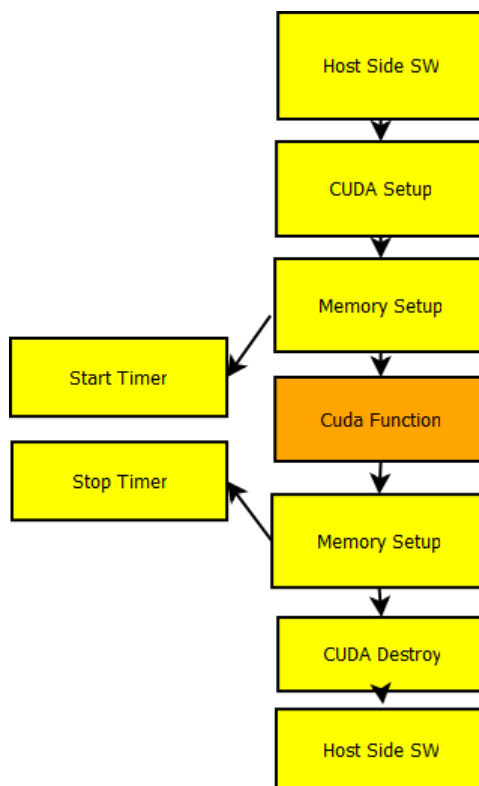 Host Side SW
CUDA Setup
Memory Setup
Start Timer
Cuda Function
Stop Timer
Memory Setup
CUDA Destroy
Host Side SW